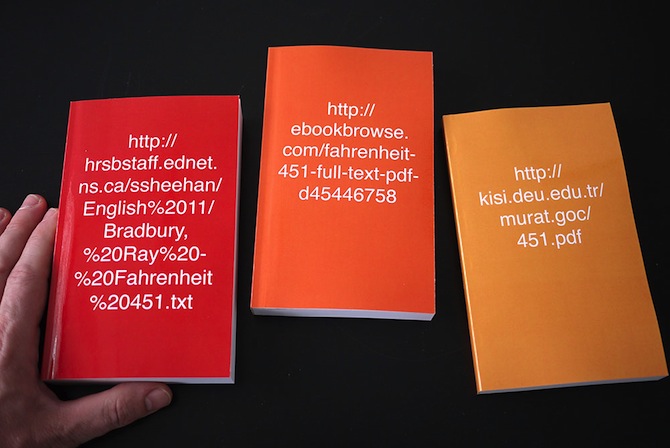 http://
hrsbstaff.ednet.
ns.ca/ssheehan/
English%2011/
Bradbury,
%20Ray%20-
%20Fahrenheit
%20451.txt
http://
ebookbrowse.
com/fahrenheit-
451-full-text-pdf-
d45446758
http://
kisi.deu.edu.tr/
murat.goc/
451.pdf